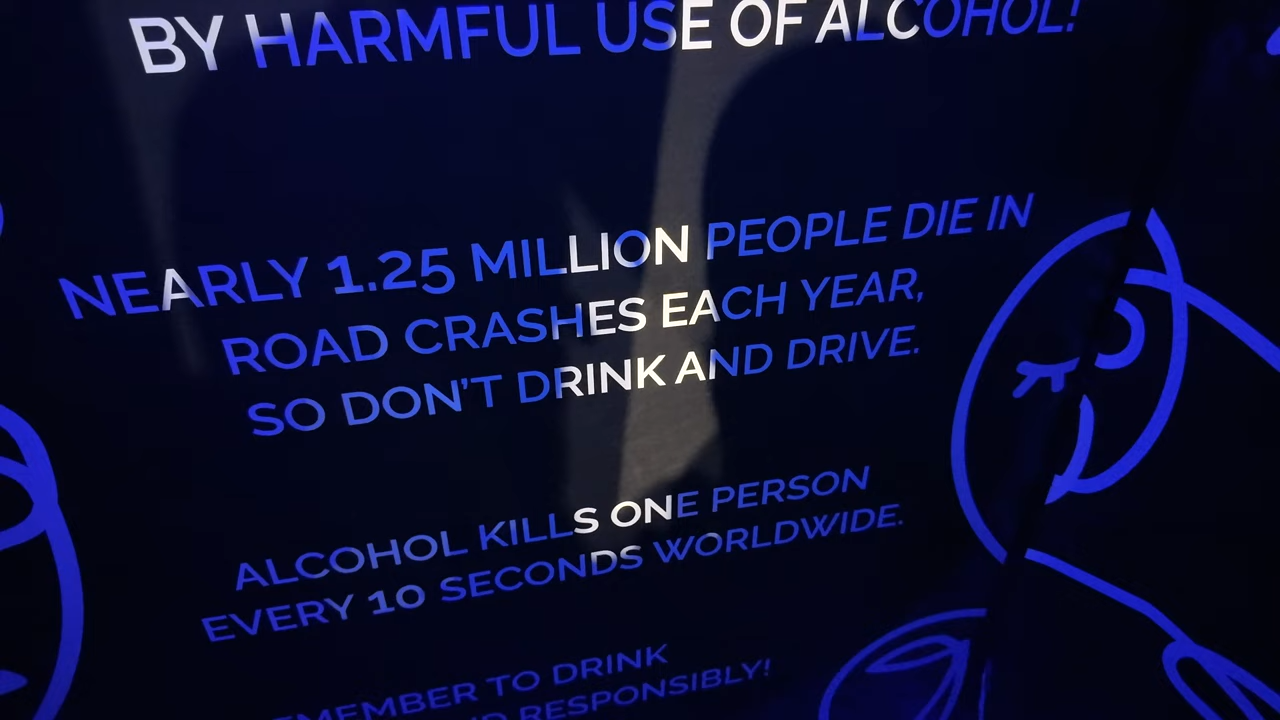 BY HARMFUL USE OF ALCOHOL!
NEARLY 1.25 MILLION PEOPLE DIE IN
ROAD CRASHES EACH YEAR,
SO DON'T DRINK AND DRIVE.
ALCOHOL KILLS ONE PERSON
EVERY 10 SECONDS WORLDWIDE.
EMEMBER TO DRINK
RESPONSIBLY!